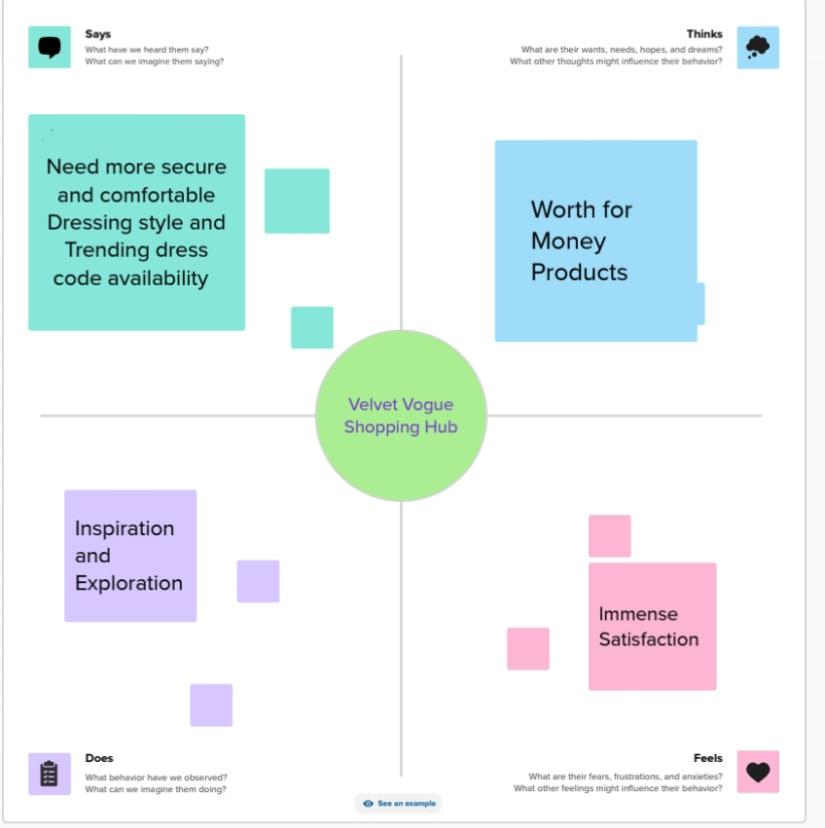 Says
What have we heard them say?
What can we imagine them saying?
Thinks
What are their wants, needs, hopes, and dreams?
What other thoughts might influence their behavior?
Need more secure
and comfortable
Dressing style and
Trending dress
code availability
Worth for
Money
Products
Velvet Vogue
Shopping Hub
Inspiration
and
Exploration
Immense
Satisfaction
Does
What behavior have we observed?
What can we imagine them doing?
See an example
Feels
What are their fears, frustrations, and anxieties?
What other feelings might influence their behavior?